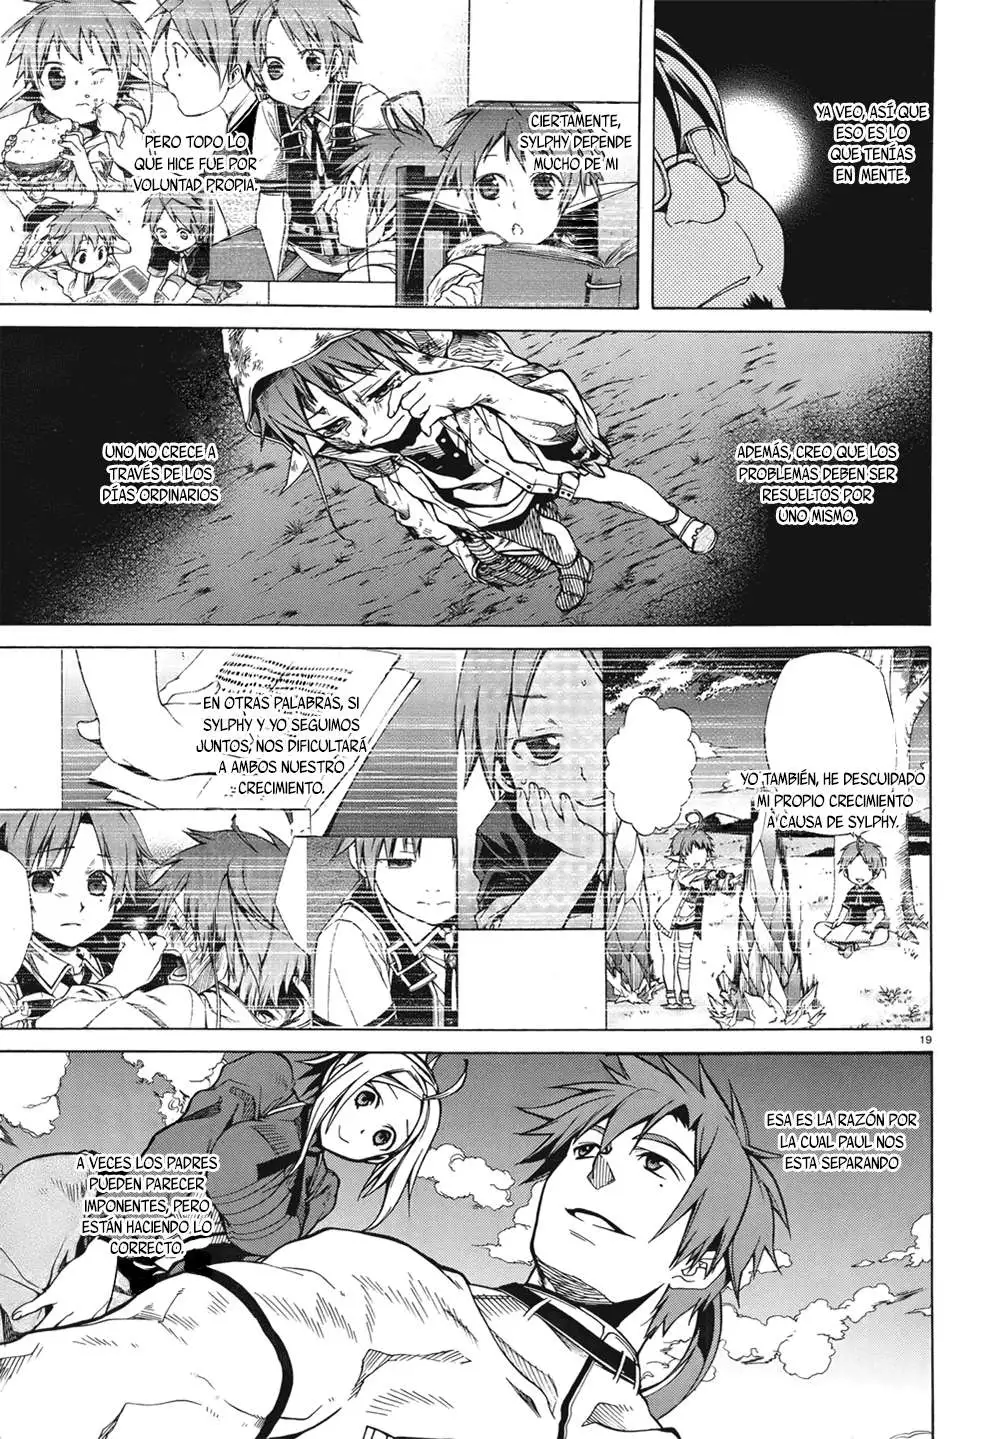 YA VEO, ASÍ QUE
ESO ES LO
QUE TENÍAS
EN MENTE.
CIERTAMENTE,
SYLPHY DEPENDE
MUCHO DE MI
PERO TODO LO
QUE HICE FUE POR
VOLUNTAD PROPIA.
ADEMÁS, CREO QUE LOS
PROBLEMAS DEBEN SER
RESUELTOS POR
UNO MISMO.
UNO NO CRECE A
TRAVÉS DE LOS
DÍAS ORDINARIOS
YO TAMBIÉN, HE DESCUIDADO
MI PROPIO CRECIMIENTO
A CAUSA DE SYLPHY.
EN OTRAS PALABRAS, SI
SYLPHY Y YO SEGUIMOS
JUNTOS, NOS DIFICULTARÁ
A AMBOS NUESTRO
CRECIMIENTO.
19
ESA ES LA RAZÓN POR
LA CUAL PAUL NOS
ESTA SEPARANDO
A VECES LOS PADRES
PUEDEN PARECER
IMPONENTES, PERO
ESTÁN HACIENDO LO
CORRECTO.